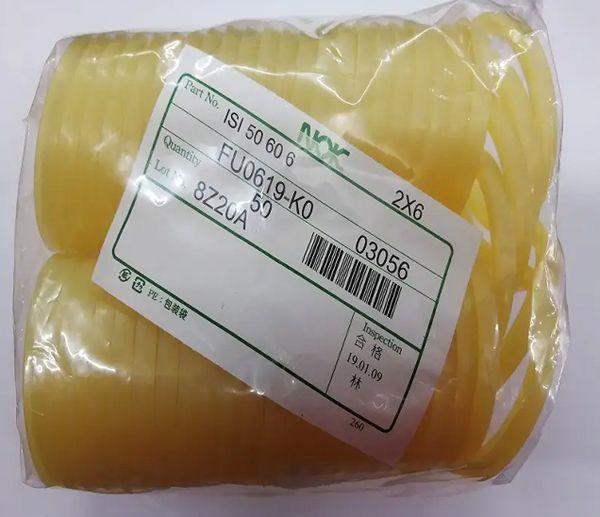 NOK
Part No. ISI 50 60 6 2X6
FU0619-K0 03056
Quantity 50
Lot No. 8Z20A
Inspection
合格
19.01.09
林
PE：包装袋
260